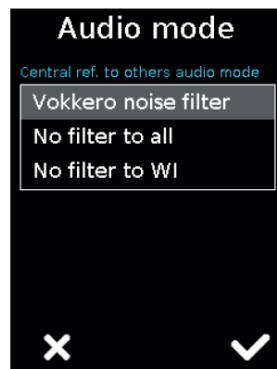 Audio mode
Central ref. to others audio mode
Vokkero noise filter
No filter to all
No filter to WI